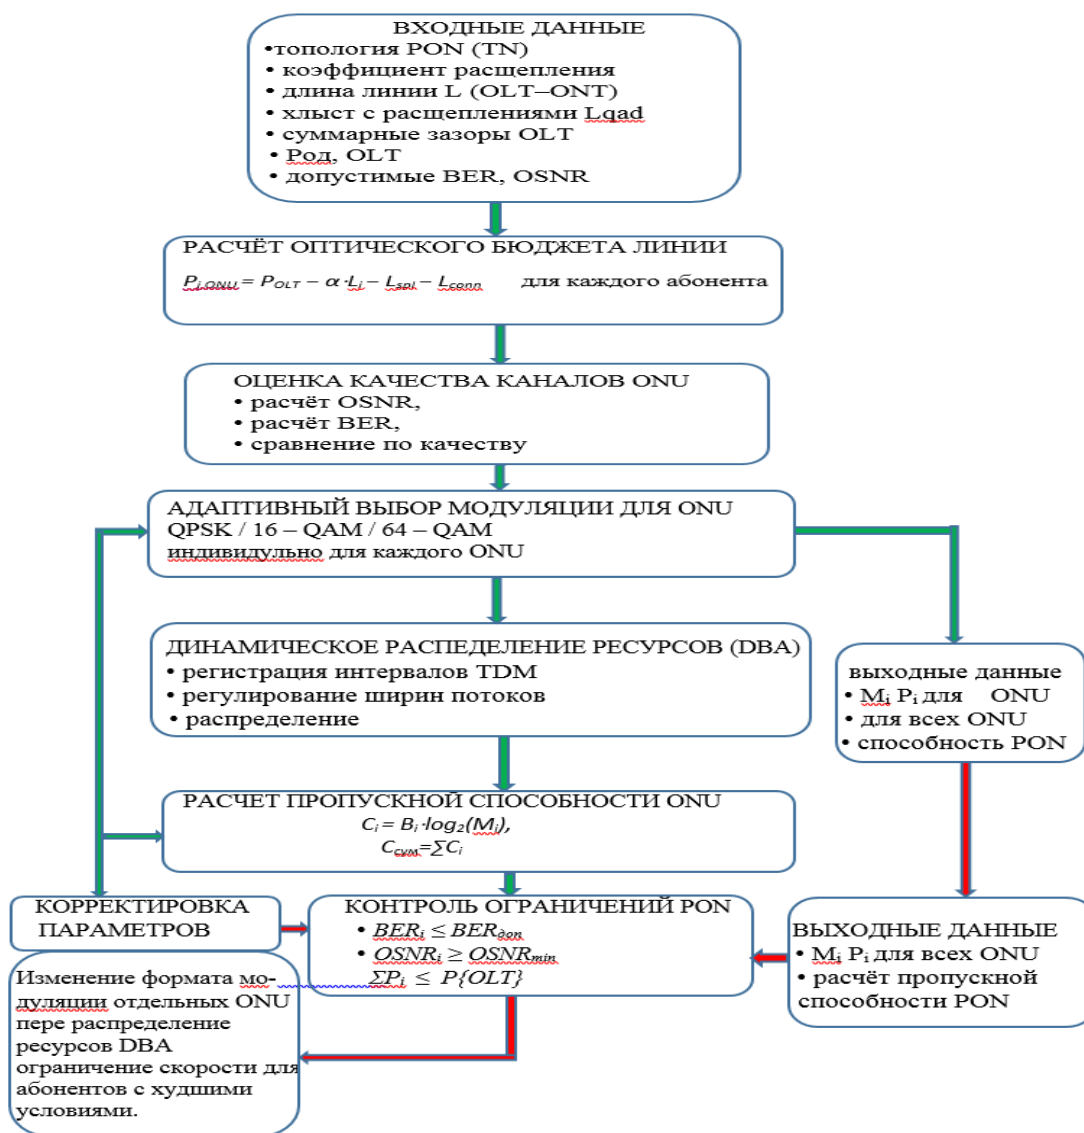 ВХОДНЫЕ ДАННЫЕ
•топология PON (TN)
• коэффициент расщепления
• длина линии L (OLT–ONT)
• хлыст с расщеплениями Lqad
• суммарные зазоры OLT
• Род, OLT
• допустимые BER, OSNR
РАСЧЁТ ОПТИЧЕСКОГО БЮДЖЕТА ЛИНИИ
Pᵢ,ONU = POLT – α·Lᵢ – Lspl – Lconn для каждого абонента
ОЦЕНКА КАЧЕСТВА КАНАЛОВ ONU
• расчёт OSNR,
• расчёт BER,
• сравнение по качеству
АДАПТИВНЫЙ ВЫБОР МОДУЛЯЦИИ ДЛЯ ONU
QPSK / 16 – QAM / 64 – QAM
индивидульно для каждого ONU
ДИНАМИЧЕСКОЕ РАСПЕДЕЛЕНИЕ РЕСУРСОВ (DBA)
• регистрация интервалов TDM
• регулирование ширин потоков
• распределение
выходные данные
• Mᵢ Pᵢ для ONU
• для всех ONU
• способность PON
РАСЧЕТ ПРОПУСКНОЙ СПОСОБНОСТИ ONU
Cᵢ = Bᵢ·log₂(Mᵢ),
Cсум=∑Cᵢ
КОРРЕКТИРОВКА
ПАРАМЕТРОВ
КОНТРОЛЬ ОГРАНИЧЕНИЙ PON
• BERᵢ ≤ BERдоп
• OSNRᵢ ≥ OSNRmin
∑Pᵢ ≤ P{OLT}
ВЫХОДНЫЕ ДАННЫЕ
• Mᵢ Pᵢ для всех ONU
• расчёт пропускной
способности PON
Изменение формата мо-
дуляции отдельных ONU
пере распределение
ресурсов DBA
ограничение скорости для
абонентов с худшими
условиями.